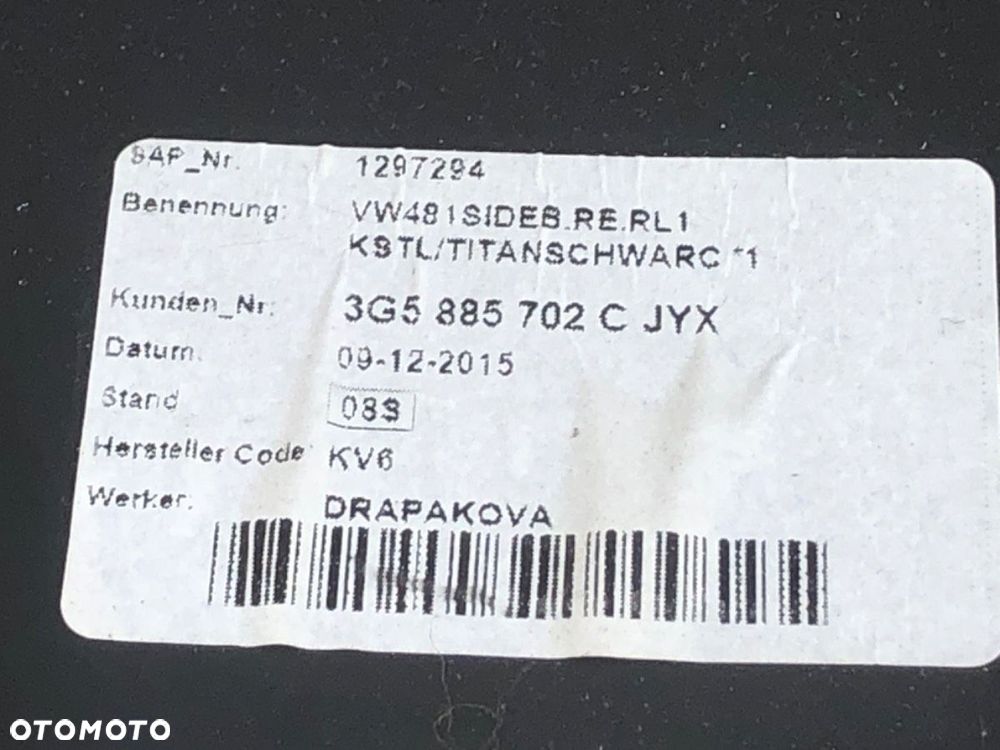 SAP_Nr. 1297294
Benennung: VW481SIDEB.RE.RL1
KSTL/TITANSCHWARC *1
Kunden_Nr: 3G5 885 702 C JYX
Datum: 09-12-2015
Stand 08S
Hersteller Code KV6
Werker: DRAPAKOVA
OTOMOTO